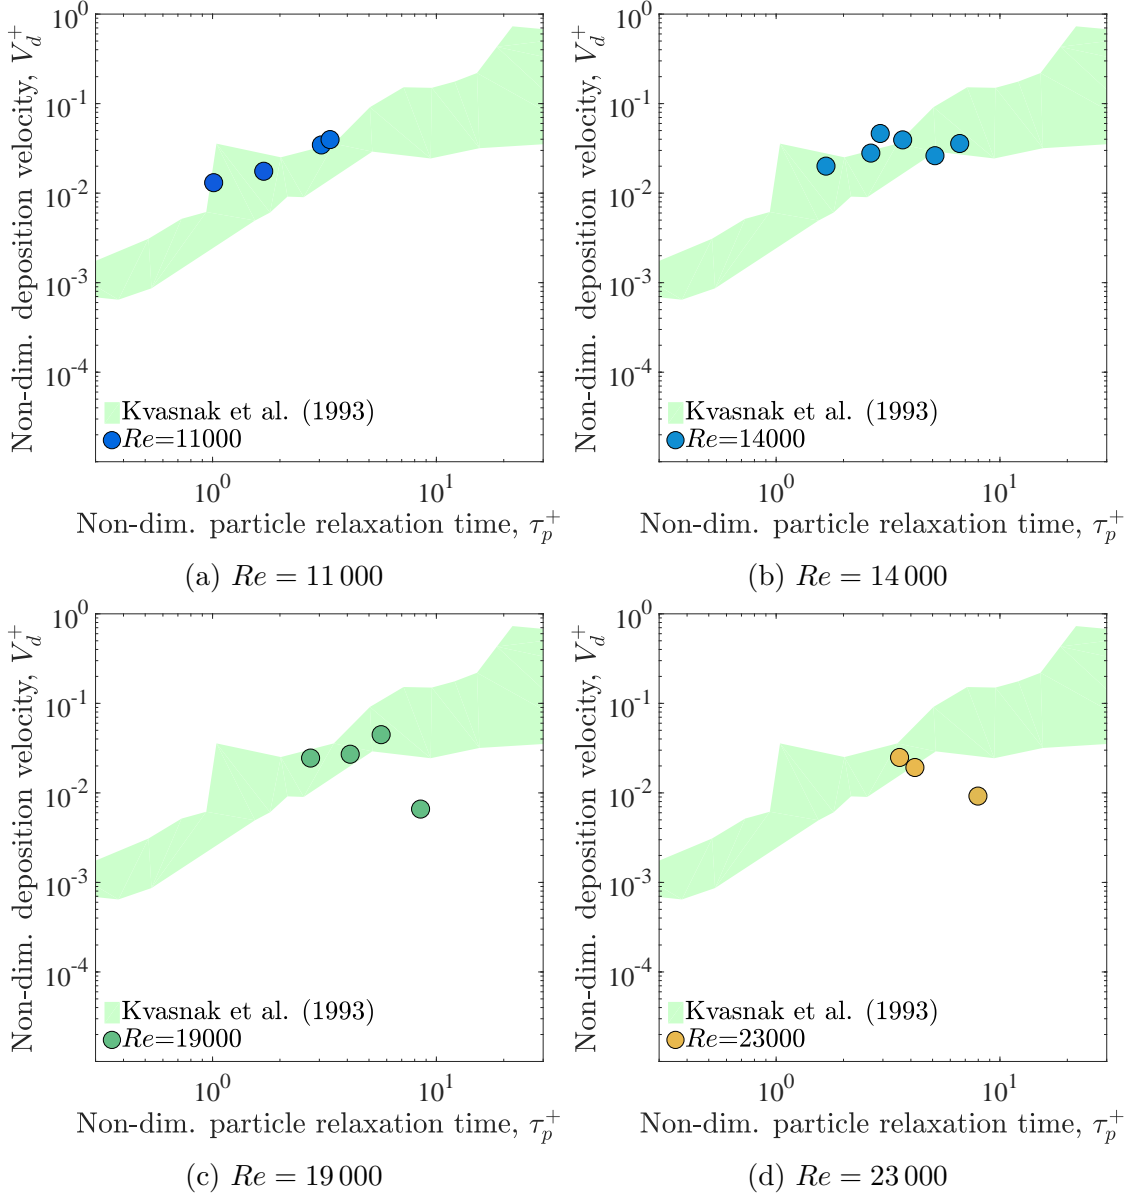 10^0
10^-1
10^-2
10^-3
10^-4
Non-dim. deposition velocity, V_d^+
Kvasnak et al. (1993)
Re=11000
10^0 10^1
Non-dim. particle relaxation time, τ_p^+
(a) Re = 11 000
10^0
10^-1
10^-2
10^-3
10^-4
Non-dim. deposition velocity, V_d^+
Kvasnak et al. (1993)
Re=14000
10^0 10^1
Non-dim. particle relaxation time, τ_p^+
(b) Re = 14 000
10^0
10^-1
10^-2
10^-3
10^-4
Non-dim. deposition velocity, V_d^+
Kvasnak et al. (1993)
Re=19000
10^0 10^1
Non-dim. particle relaxation time, τ_p^+
(c) Re = 19 000
10^0
10^-1
10^-2
10^-3
10^-4
Non-dim. deposition velocity, V_d^+
Kvasnak et al. (1993)
Re=23000
10^0 10^1
Non-dim. particle relaxation time, τ_p^+
(d) Re = 23 000